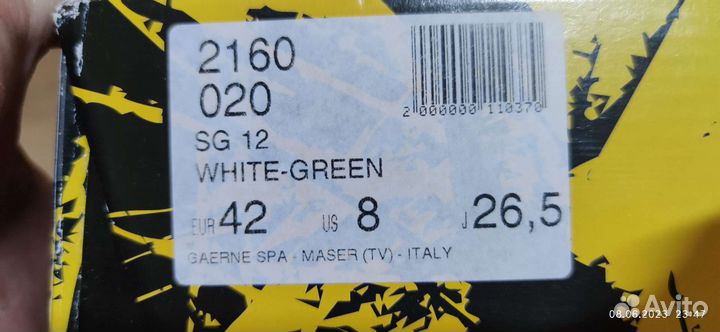 2160
020
SG 12
WHITE-GREEN
EUR 42 US 8 J 26,5
GAERNE SPA - MASER (TV) - ITALY
2 000000 110370
08.06.2023 23:47
Avito